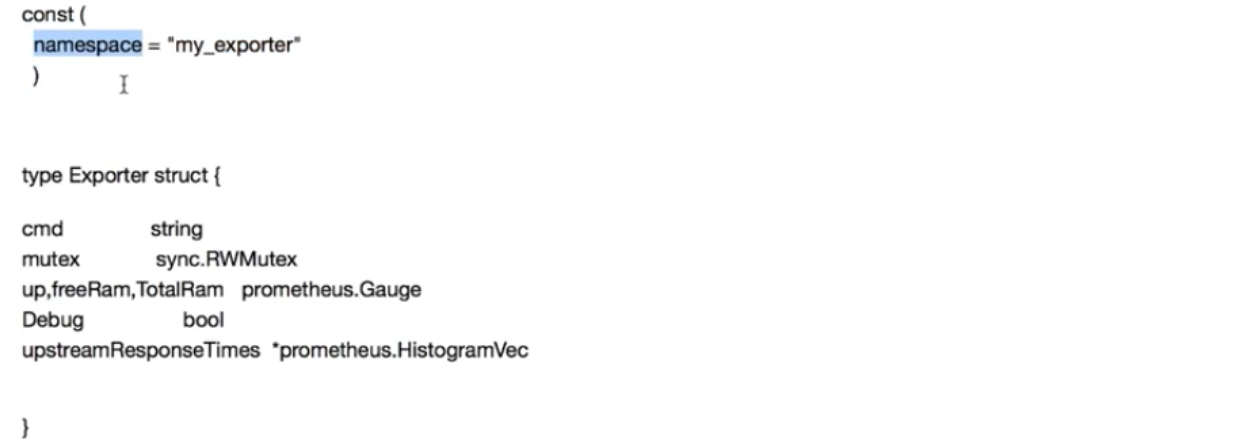 const (
namespace = "my_exporter"
)
type Exporter struct {
cmd string
mutex sync.RWMutex
up,freeRam,TotalRam prometheus.Gauge
Debug bool
upstreamResponseTimes *prometheus.HistogramVec
}